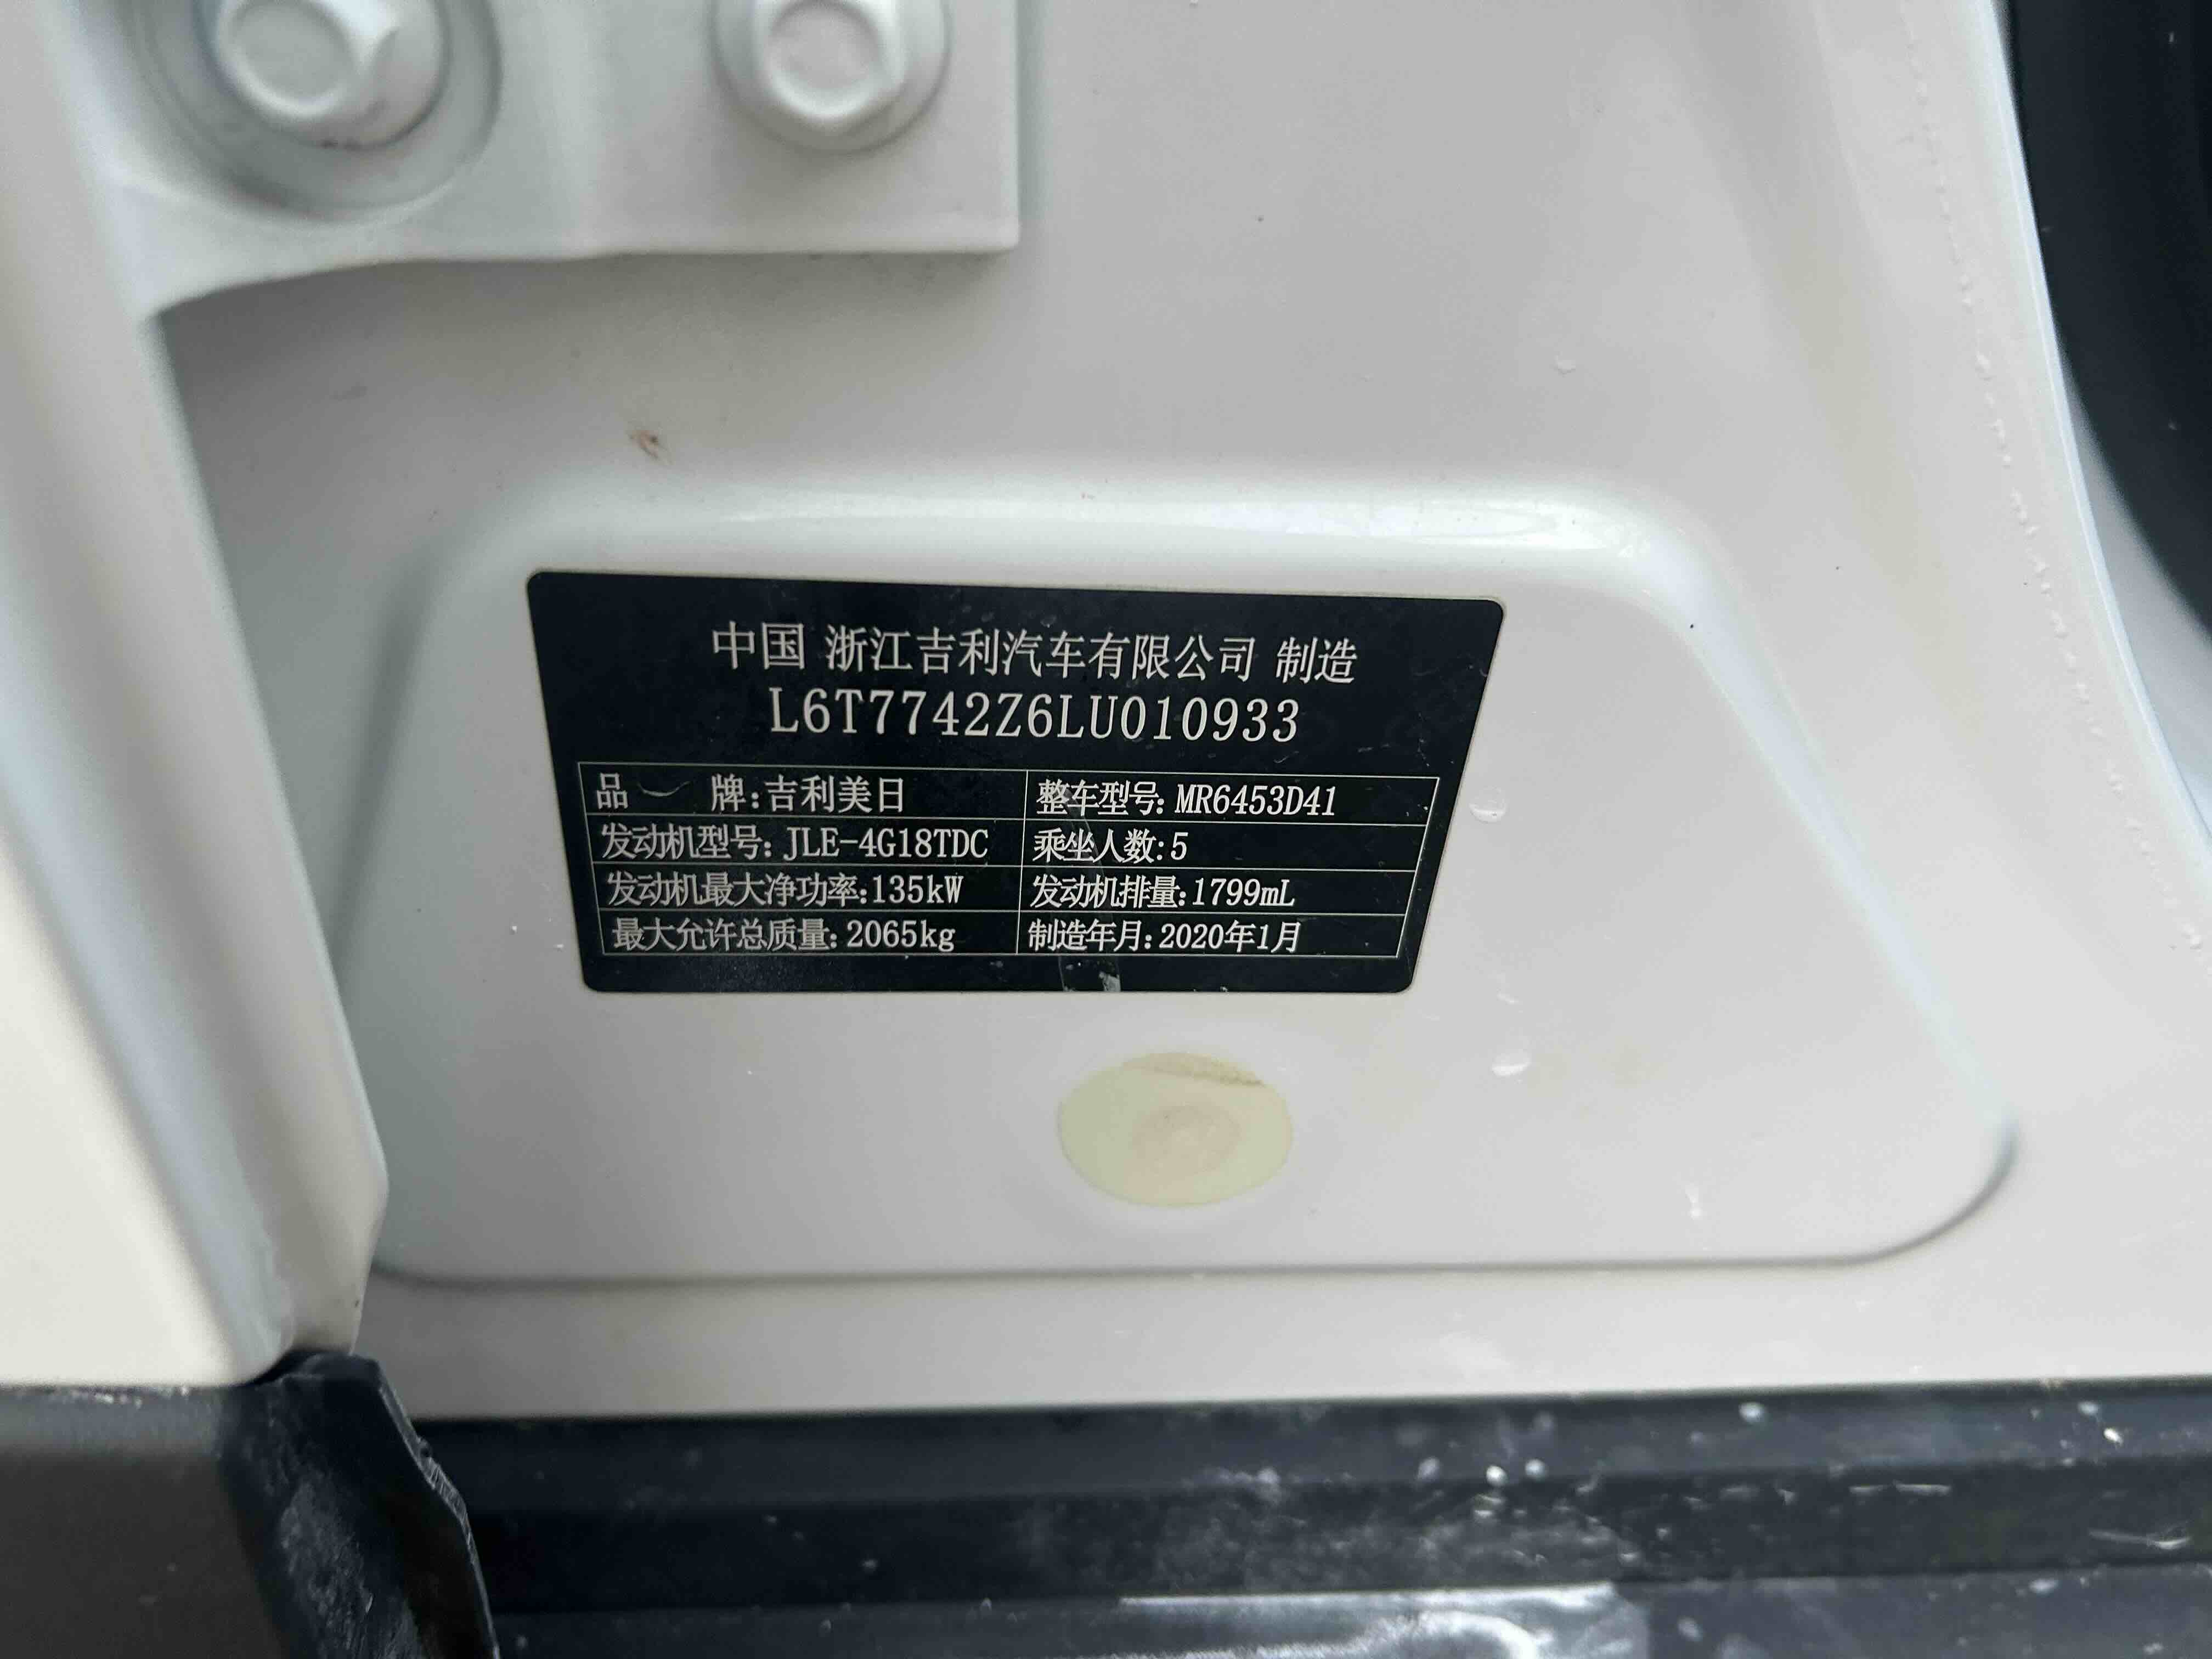 中国 浙江吉利汽车有限公司 制造
L6T7742Z6LU010933
品 牌:吉利美日 整车型号:MR6453D41
发动机型号:JLE-4G18TDC 乘坐人数:5
发动机最大净功率:135kW 发动机排量:1799mL
最大允许总质量:2065kg 制造年月:2020年1月